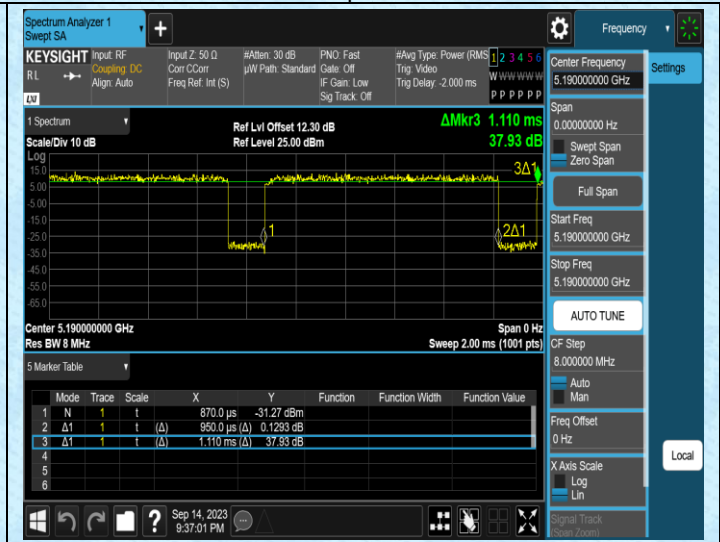 Spectrum Analyzer 1
Swept SA
+
Frequency
KEYSIGHT
RL
LXI
Input: RF
Coupling: DC
Align: Auto
Input Z: 50 Ω
Corr CCorr
Freq Ref: Int (S)
#Atten: 30 dB
µW Path: Standard
PNO: Fast
Gate: Off
IF Gain: Low
Sig Track: Off
#Avg Type: Power (RMS
Trig: Video
Trig Delay: -2.000 ms
1 2 3 4 5 6
W W W W W W
P P P P P P
1 Spectrum
Scale/Div 10 dB
Ref Lvl Offset 12.30 dB
Ref Level 25.00 dBm
ΔMkr3 1.110 ms
37.93 dB
Log
15.0
5.00
-5.00
-15.0
-25.0
-35.0
-45.0
-55.0
-65.0
1
2Δ1
3Δ1
Center 5.190000000 GHz
Res BW 8 MHz
Span 0 Hz
Sweep 2.00 ms (1001 pts)
5 Marker Table
Mode Trace Scale X Y Function Function Width Function Value
1 N 1 t 870.0 µs -31.27 dBm
2 Δ1 1 t (Δ) 950.0 µs (Δ) 0.1293 dB
3 Δ1 1 t (Δ) 1.110 ms (Δ) 37.93 dB
4
5
6
?
Sep 14, 2023
9:37:01 PM
Center Frequency
5.190000000 GHz
Span
0.00000000 Hz
Swept Span
Zero Span
Full Span
Start Freq
5.190000000 GHz
Stop Freq
5.190000000 GHz
AUTO TUNE
CF Step
8.000000 MHz
Auto
Man
Freq Offset
0 Hz
X Axis Scale
Log
Lin
Signal Track
(Span Zoom)
Settings
Local